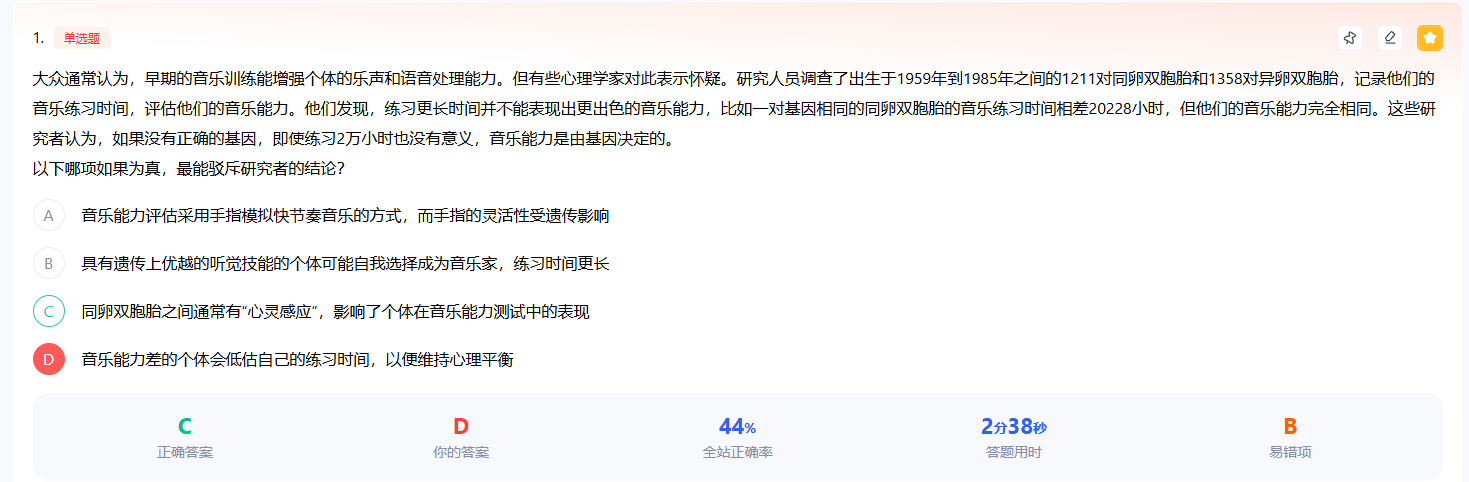 1. 单选题
大众通常认为，早期的音乐训练能增强个体的乐声和语音处理能力。但有些心理学家对此表示怀疑。研究人员调查了出生于1959年到1985年之间的1211对同卵双胞胎和1358对异卵双胞胎，记录他们的
音乐练习时间，评估他们的音乐能力。他们发现，练习更长时间并不能表现出更出色的音乐能力，比如一对基因相同的同卵双胞胎的音乐练习时间相差20228小时，但他们的音乐能力完全相同。这些研
究者认为，如果没有正确的基因，即使练习2万小时也没有意义，音乐能力是由基因决定的。
以下哪项如果为真，最能驳斥研究者的结论？
A 音乐能力评估采用手指模拟快节奏音乐的方式，而手指的灵活性受遗传影响
B 具有遗传上优越的听觉技能的个体可能自我选择成为音乐家，练习时间更长
C 同卵双胞胎之间通常有“心灵感应”，影响了个体在音乐能力测试中的表现
D 音乐能力差的个体会低估自己的练习时间，以便维持心理平衡
C D 44% 2分38秒 B
正确答案 你的答案 全站正确率 答题用时 易错项